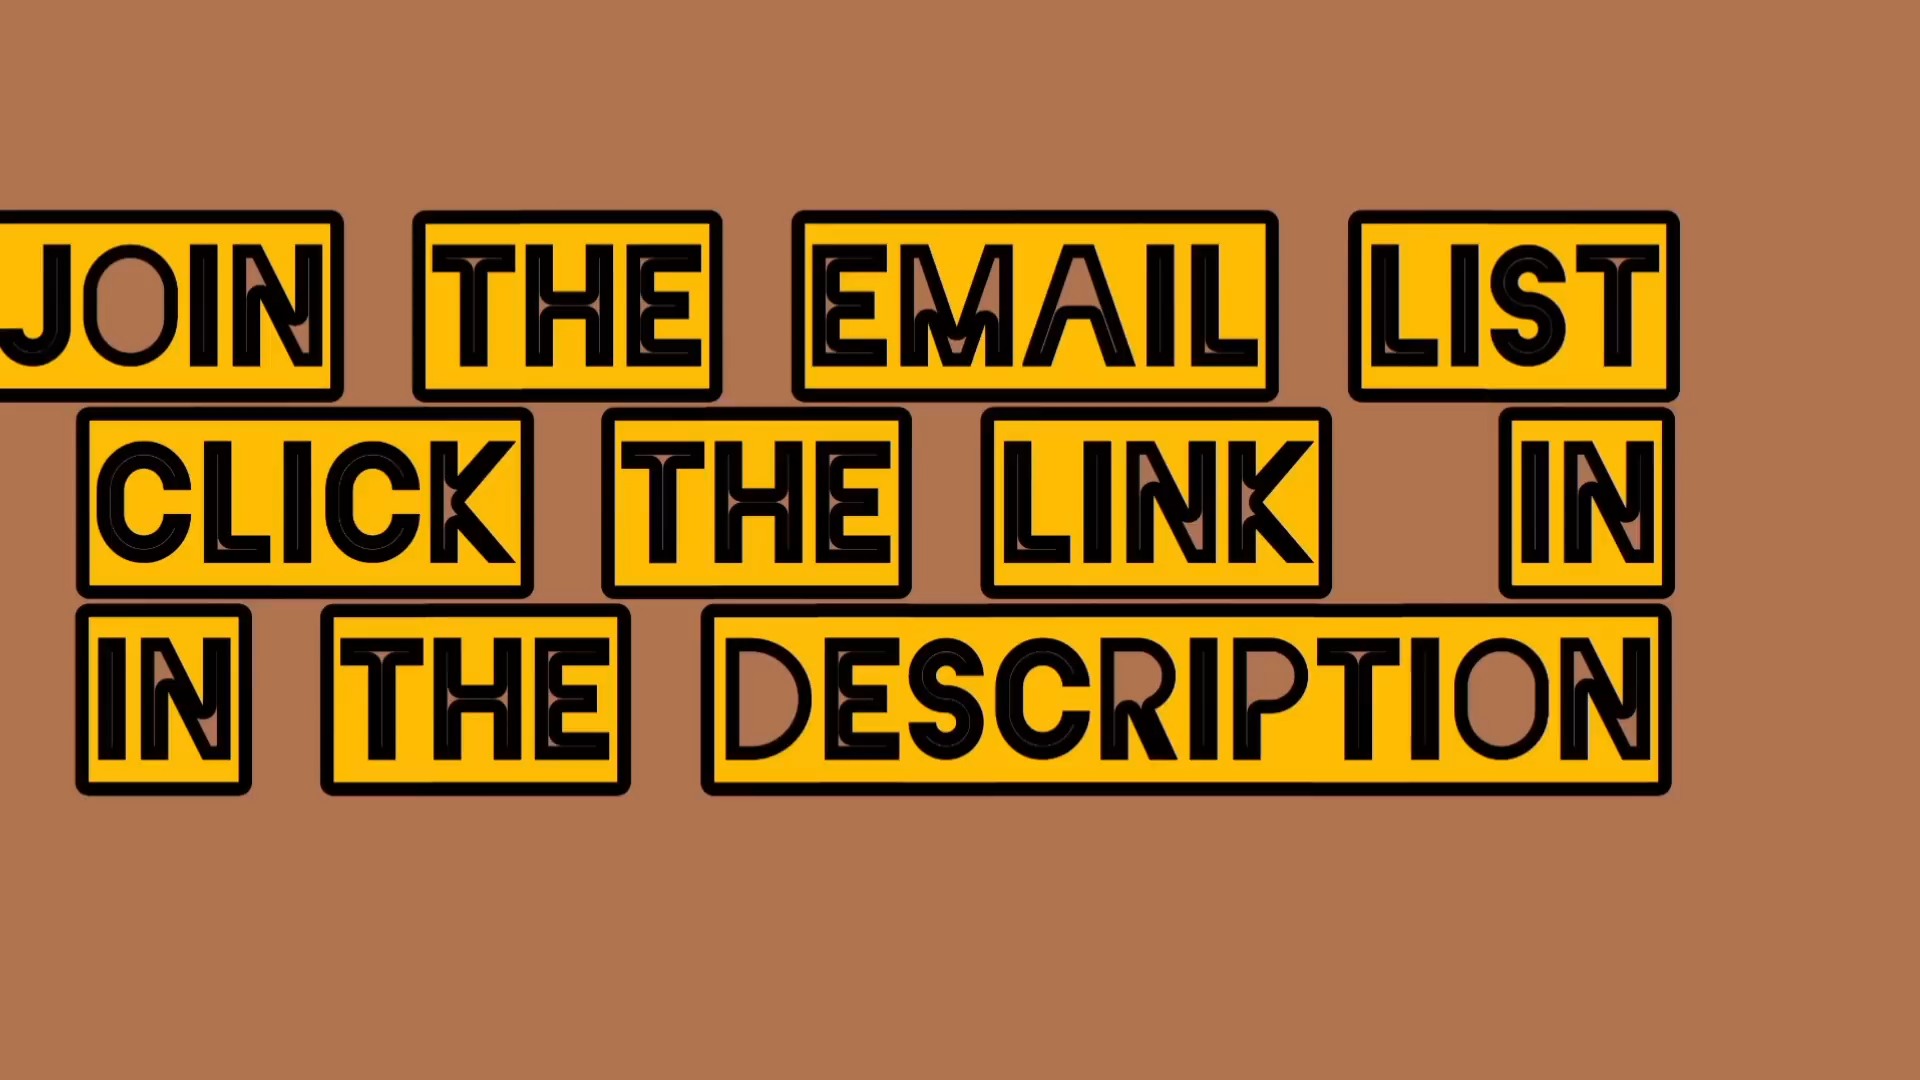 JOIN THE EMAIL LIST
CLICK THE LINK IN
IN THE DESCRIPTION